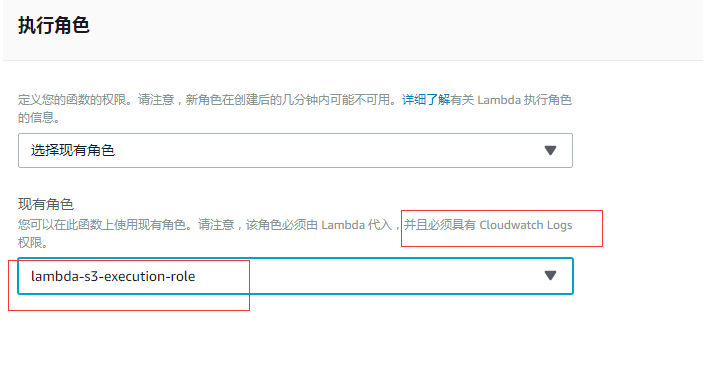 执行角色
定义您的函数的权限。请注意，新角色在创建后的几分钟内可能不可用。详细了解有关 Lambda 执行角色
的信息。
选择现有角色
现有角色
您可以在此函数上使用现有角色。请注意，该角色必须由 Lambda 代入，并且必须具有 Cloudwatch Logs
权限。
lambda-s3-execution-role